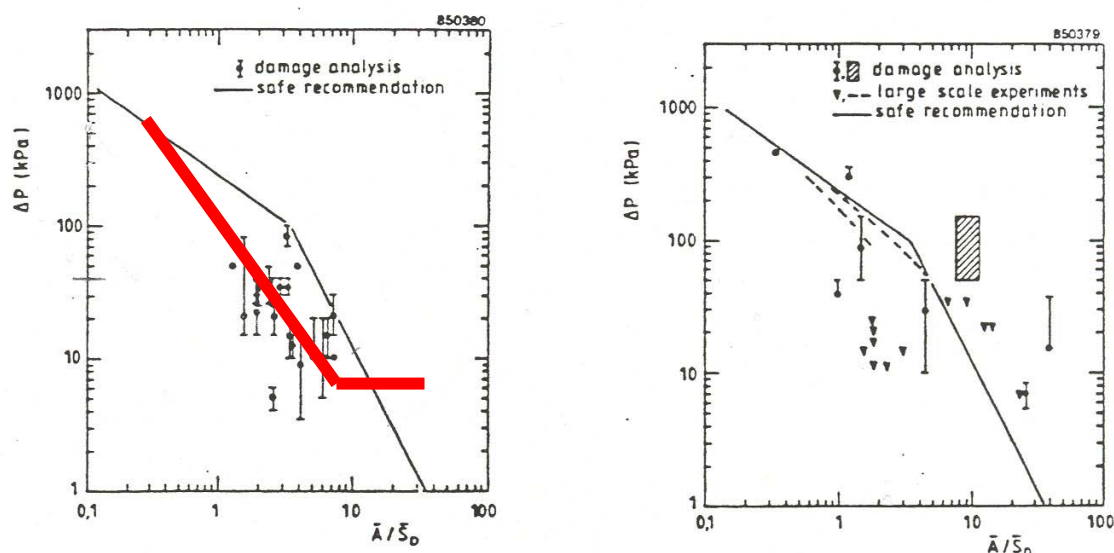 850380
damage analysis
safe recommendation
1000
100
10
1
ΔP (kPa)
0,1
1
10
100
Ā/S̄D
850379
damage analysis
large scale experiments
safe recommendation
1000
100
10
1
ΔP (kPa)
0,1
1
10
100
Ā/S̄D